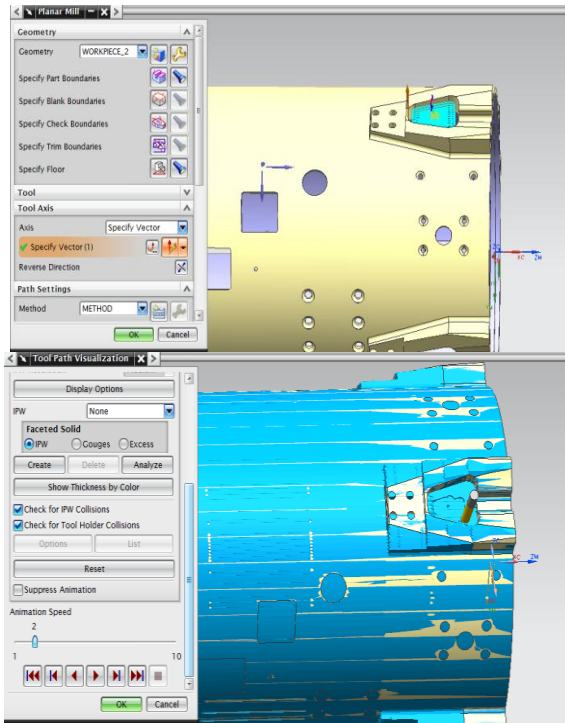 Planar Mill
Geometry
Geometry WORKPIECE_2
Specify Part Boundaries
Specify Blank Boundaries
Specify Check Boundaries
Specify Trim Boundaries
Specify Floor
Tool
Tool Axis
Axis Specify Vector
Specify Vector (1)
Reverse Direction
Path Settings
Method METHOD
OK Cancel
XC ZM
Tool Path Visualization
Display Options
IPW None
Faceted Solid
IPW Gouges Excess
Create Delete Analyze
Show Thickness by Color
Check for IPW Collisions
Check for Tool Holder Collisions
Options List
Reset
Suppress Animation
Animation Speed
2
1 10
OK Cancel
XC ZM